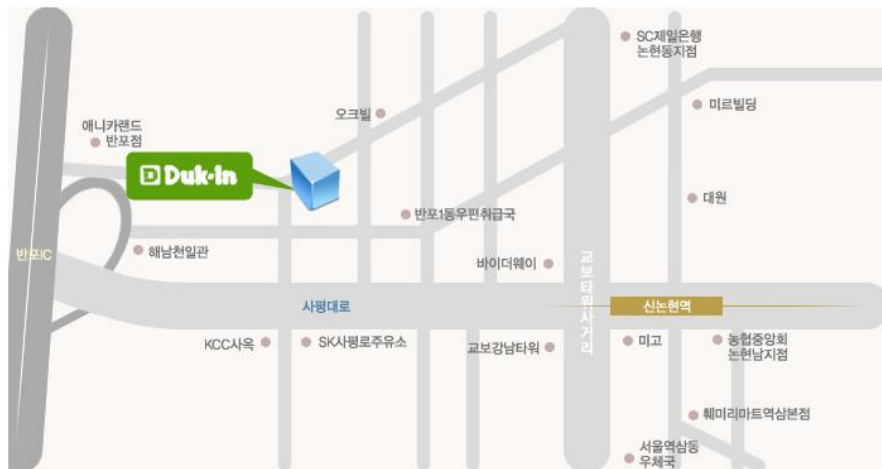 SC제일은행
논현동지점
미르빌딩
오크빌
애니카랜드
반포점
Duk-in
대원
반포1동우편취급국
해남천일관
반포IC
바이더웨이
교보타워사거리
사평대로
신논현역
KCC사옥
SK사평로주유소
교보강남타워
미고
농협중앙회
논현남지점
훼미리마트역삼본점
서울역삼동
우체국